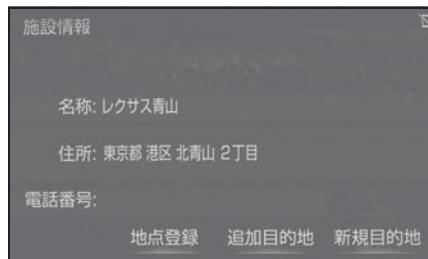 施設情報
名称: レクサス青山
住所: 東京都 港区 北青山 2丁目
電話番号:
地点登録 追加目的地 新規目的地